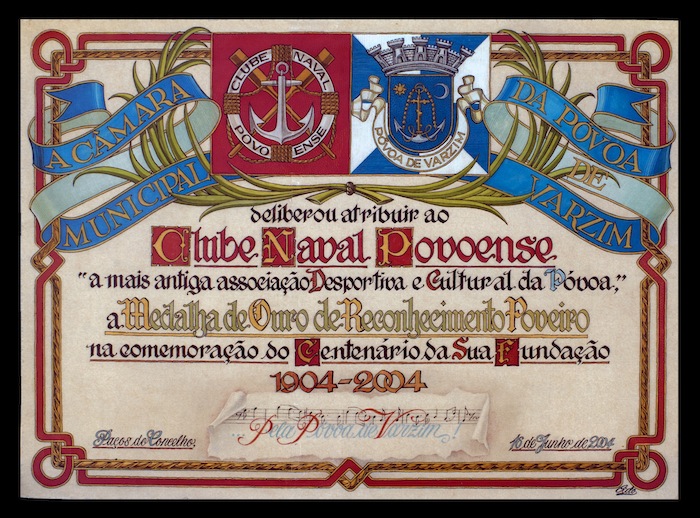 A CÂMARA
MUNICIPAL
DA PÓVOA
DE
VARZIM
CLUBE NAVAL
POVOENSE
PÓVOA DE VARZIM
deliberou atribuir ao
Clube Naval Povoense
"a mais antiga associação Desportiva e Cultural da Póvoa,"
a Medalha de Ouro de Reconhecimento Poveiro
na comemoração do Centenário da Sua Fundação
1904-2004
...Pela Póvoa de Varzim!
Paços do Concelho,
16 de Junho de 2004